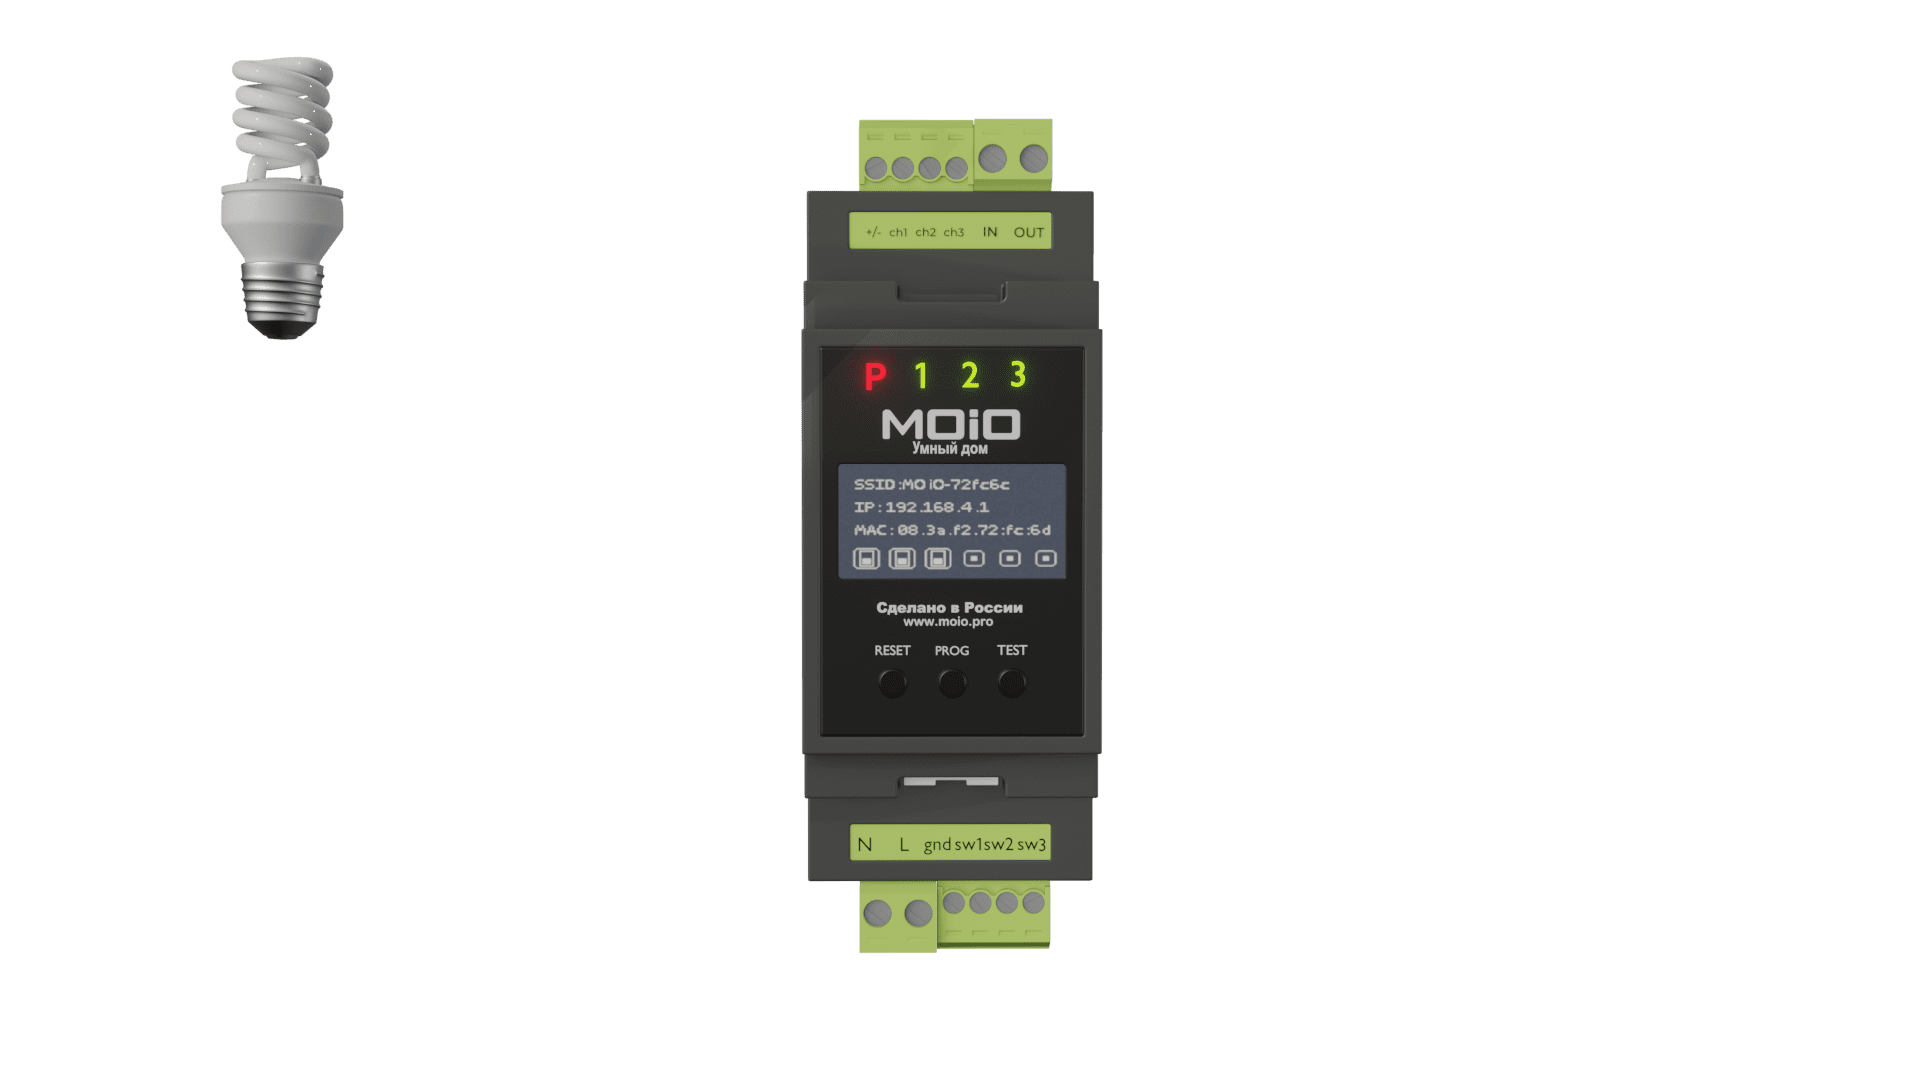 +/- ch1 ch2 ch3 IN OUT
P 1 2 3
MOiO
Умный дом
SSID:MOiO-72fc6c
IP:192.168.4.1
MAC:08.3a.f2.72:fc:6d
Сделано в России
www.moio.pro
RESET PROG TEST
N L gnd sw1 sw2 sw3